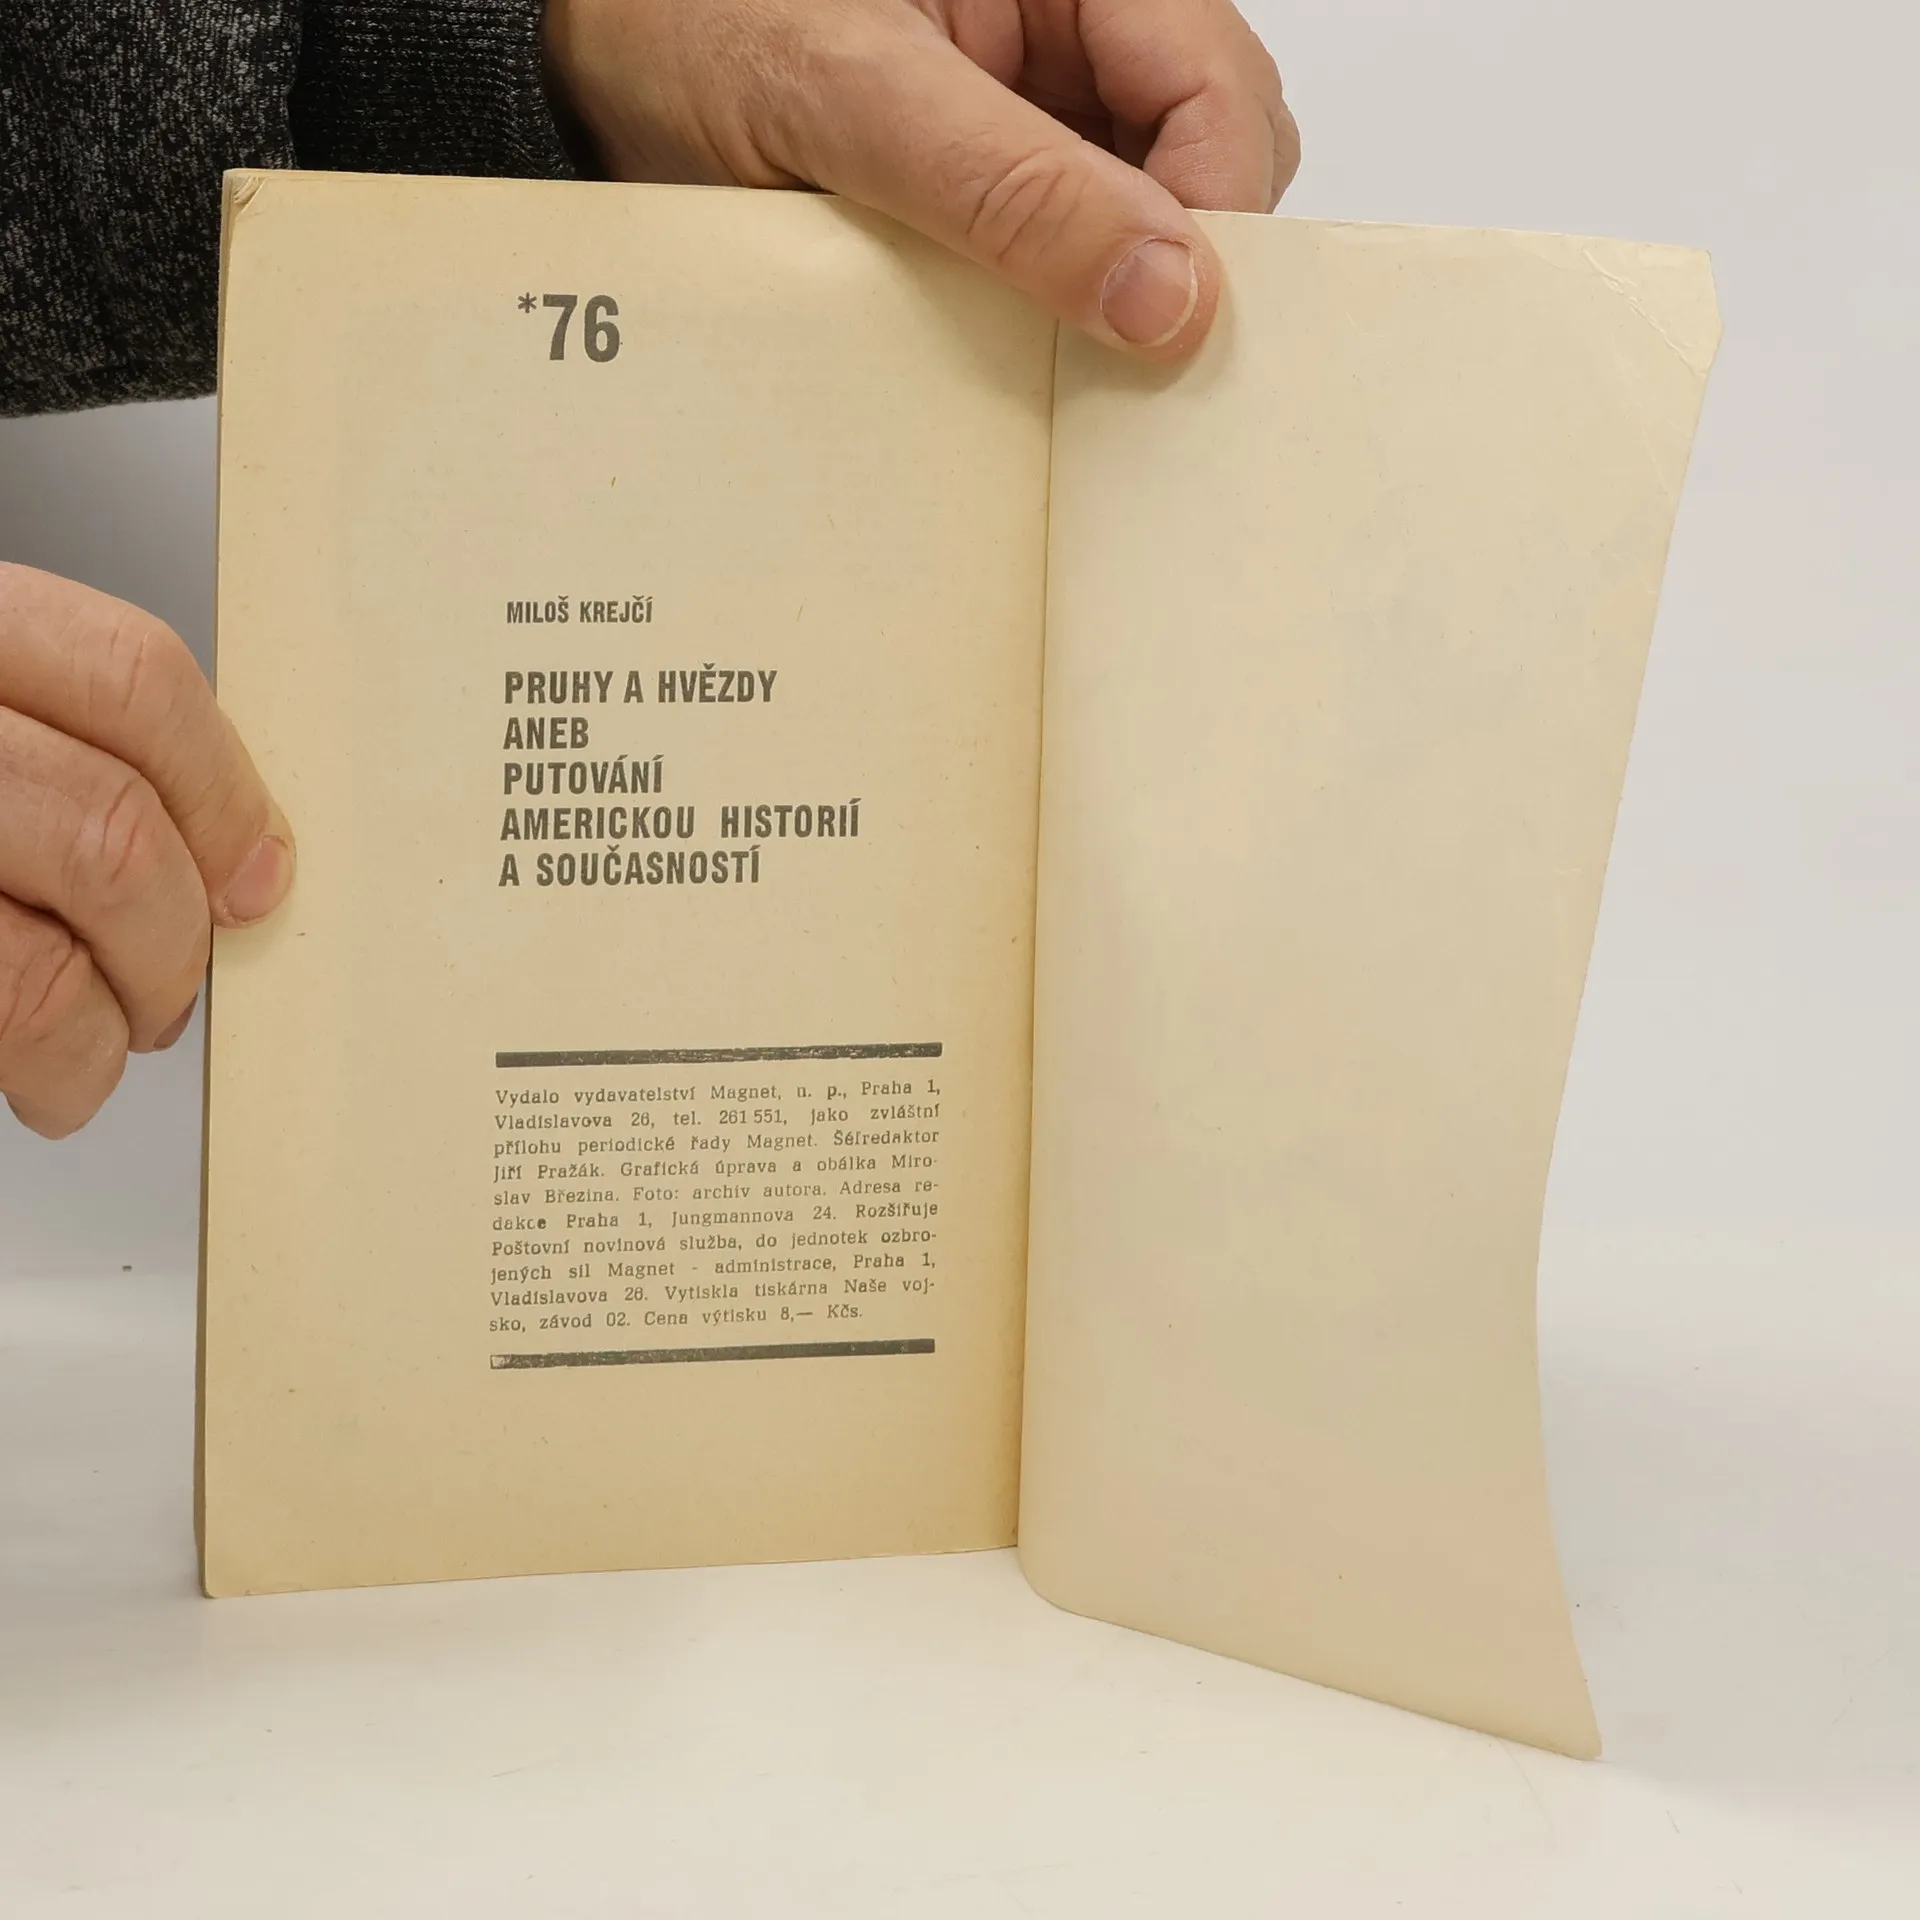 *76
MILOŠ KREJČÍ
PRUHY A HVĚZDY
ANEB
PUTOVÁNÍ
AMERICKOU HISTORIÍ
A SOUČASNOSTÍ
Vydalo vydavatelství Magnet, n. p., Praha 1,
Vladislavova 26, tel. 261 551, jako zvláštní
přílohu periodické řady Magnet. Šéfredaktor
Jiří Pražák. Grafická úprava a obálka Miro-
slav Březina. Foto: archiv autora. Adresa re-
dakce Praha 1, Jungmannova 24. Rozšiřuje
Poštovní novinová služba, do jednotek ozbro-
jených sil Magnet - administrace, Praha 1,
Vladislavova 26. Vytiskla tiskárna Naše voj-
sko, závod 02. Cena výtisku 8,— Kčs.